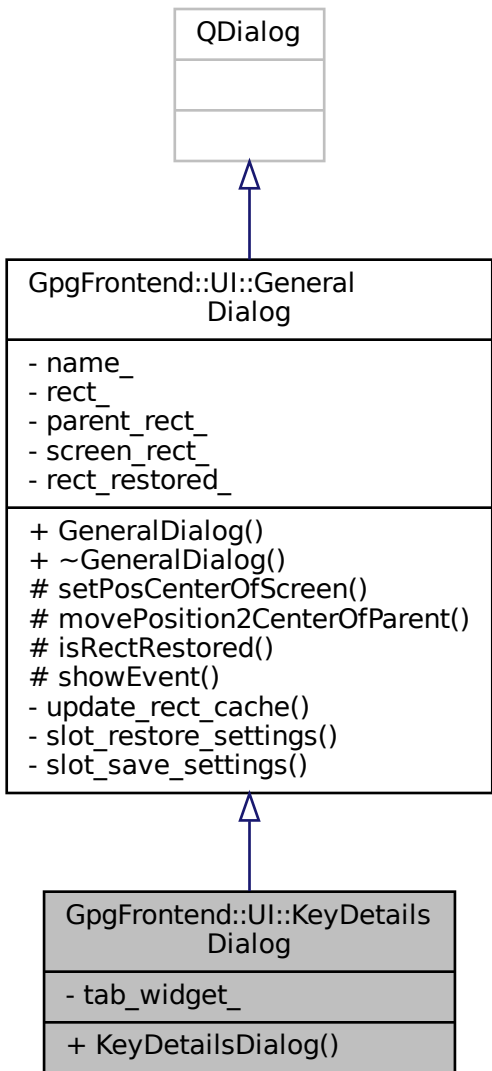 QDialog
GpgFrontend::UI::General
Dialog
- name_
- rect_
- parent_rect_
- screen_rect_
- rect_restored_
+ GeneralDialog()
+ ~GeneralDialog()
# setPosCenterOfScreen()
# movePosition2CenterOfParent()
# isRectRestored()
# showEvent()
- update_rect_cache()
- slot_restore_settings()
- slot_save_settings()
GpgFrontend::UI::KeyDetails
Dialog
- tab_widget_
+ KeyDetailsDialog()